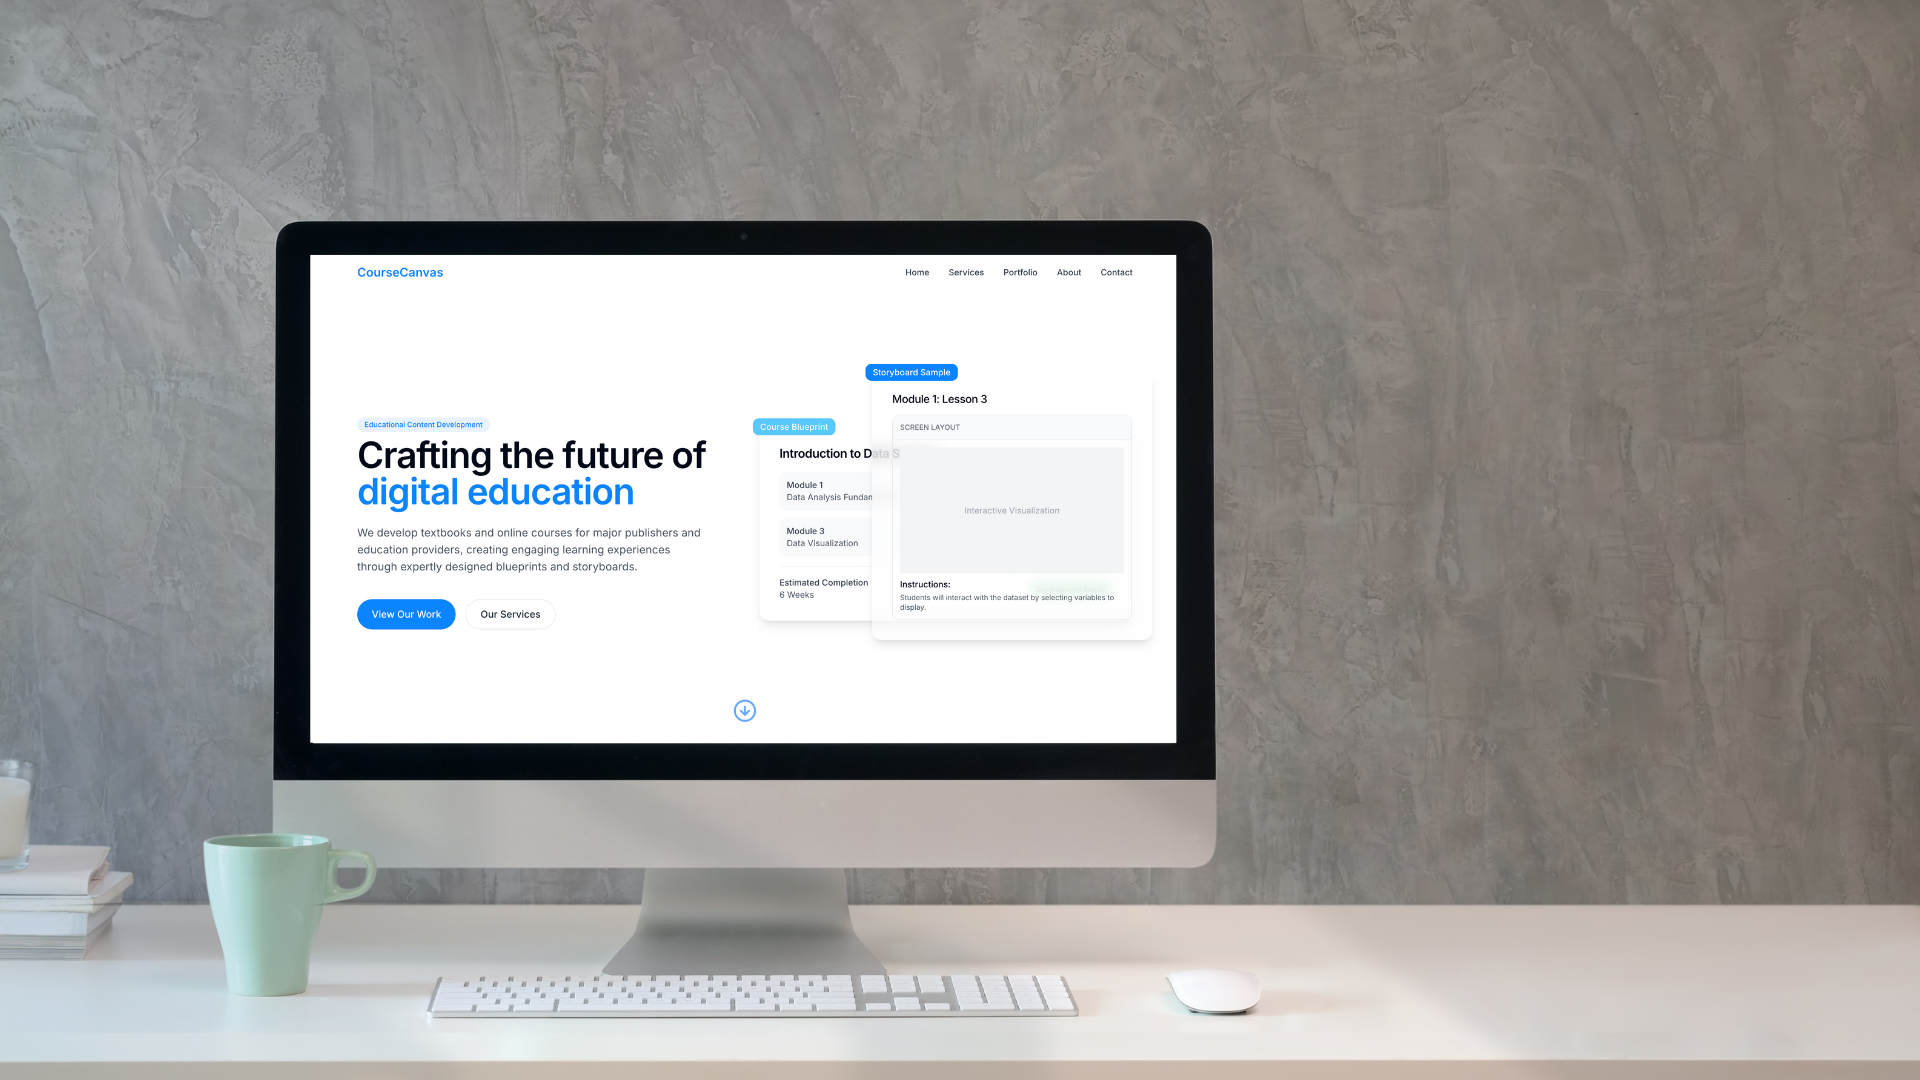 CourseCanvas
Home Services Portfolio About Contact
Educational Content Development
Crafting the future of
digital education
We develop textbooks and online courses for major publishers and
education providers, creating engaging learning experiences
through expertly designed blueprints and storyboards.
View Our Work Our Services
Course Blueprint
Introduction to Data S
Module 1
Data Analysis Fundam
Module 3
Data Visualization
Estimated Completion
6 Weeks
Storyboard Sample
Module 1: Lesson 3
SCREEN LAYOUT
Interactive Visualization
Instructions:
Students will interact with the dataset by selecting variables to
display.